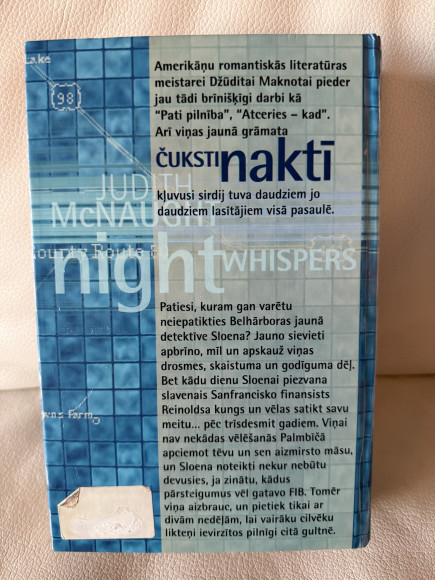 Lake
98
Amerikāņu romantiskās literatūras
meistarei Džūditai Maknotai pieder
jau tādi brīnišķīgi darbi kā
"Pati pilnība", "Atceries – kad".
Arī viņas jaunā grāmata
ČUKSTI naktī
kļuvusi sirdij tuva daudziem jo
daudziem lasītājiem visā pasaulē.
JUDITH
McNAUGHT
County Route 8
night WHISPERS
Patiesi, kuram gan varētu
neiepatikties Belhārboras jaunā
detektīve Sloena? Jauno sievieti
apbrīno, mīl un apskauž viņas
drosmes, skaistuma un godīguma dēļ.
Bet kādu dienu Sloenai piezvana
slavenais Sanfrancisko finansists
Reinoldsa kungs un vēlas satikt savu
meitu... pēc trīsdesmit gadiem. Viņai
nav nekādas vēlēšanās Palmbīčā
apciemot tēvu un sen aizmirsto māsu,
un Sloena noteikti nekur nebūtu
devusies, ja zinātu, kādus
pārsteigumus vēl gatavo FIB. Tomēr
viņa aizbrauc, un pietiek tikai ar
divām nedēļām, lai vairāku cilvēku
likteņi ievirzītos pilnīgi citā gultnē.
Farm